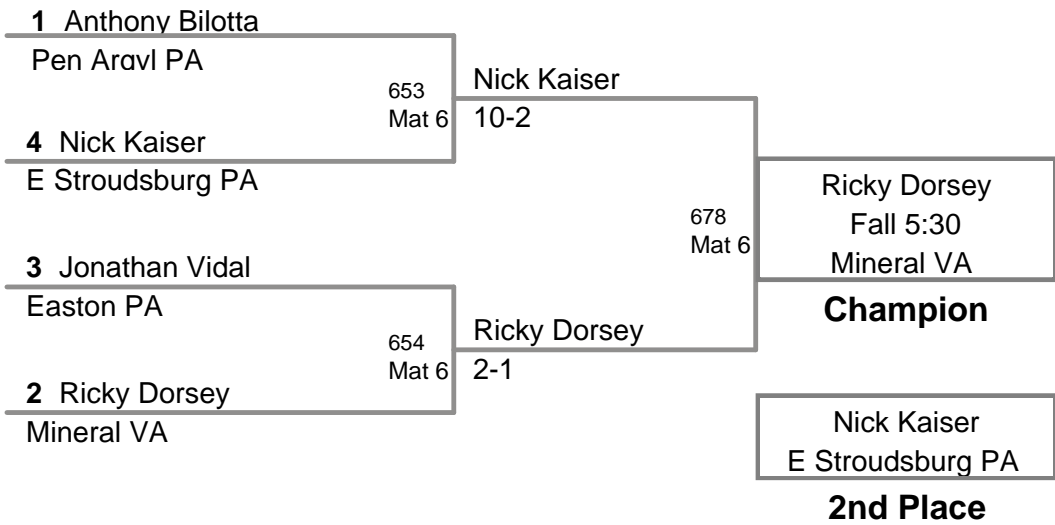 1 Anthony Bilotta
Pen Argyl PA
653
Mat 6
Nick Kaiser
10-2
4 Nick Kaiser
E Stroudsburg PA
678
Mat 6
Ricky Dorsey
Fall 5:30
Mineral VA
Champion
3 Jonathan Vidal
Easton PA
654
Mat 6
Ricky Dorsey
2-1
2 Ricky Dorsey
Mineral VA
Nick Kaiser
E Stroudsburg PA
2nd Place